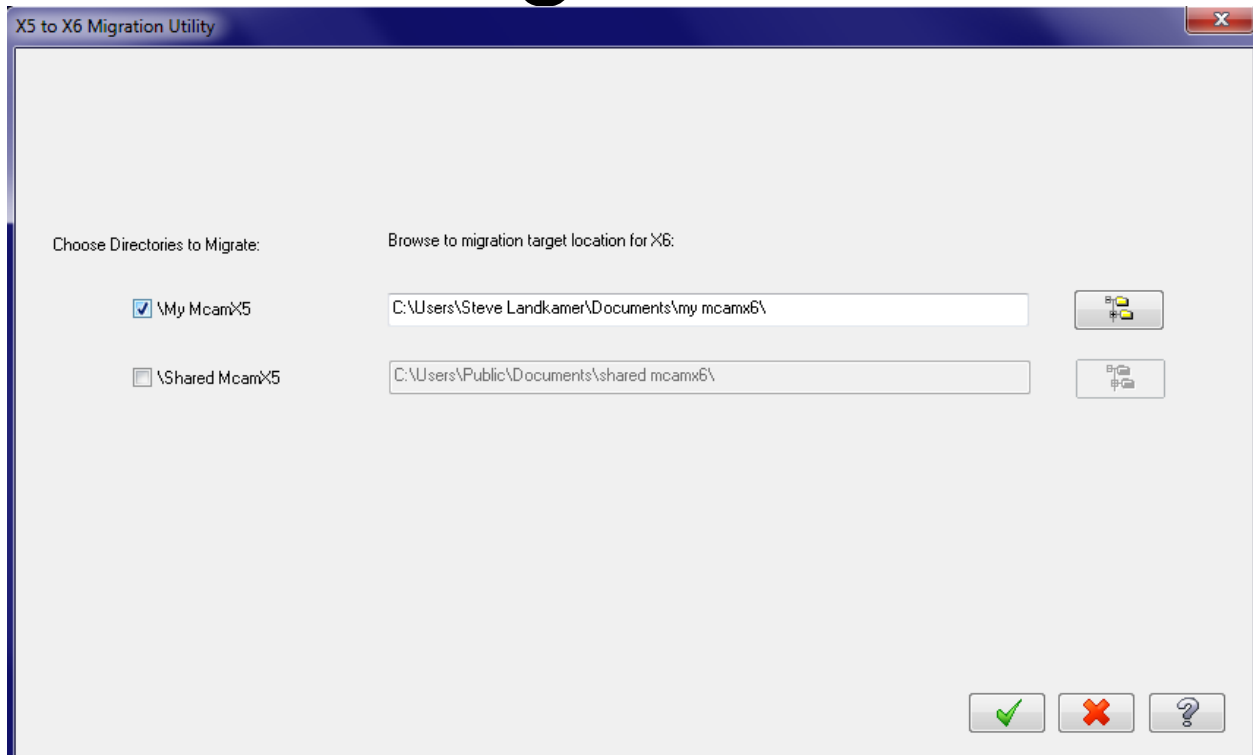 X5 to X6 Migration Utility
Choose Directories to Migrate:
Browse to migration target location for X6:
\My McamX5
C:\Users\Steve Landkamer\Documents\my mcamx6\
\Shared McamX5
C:\Users\Public\Documents\shared mcamx6\